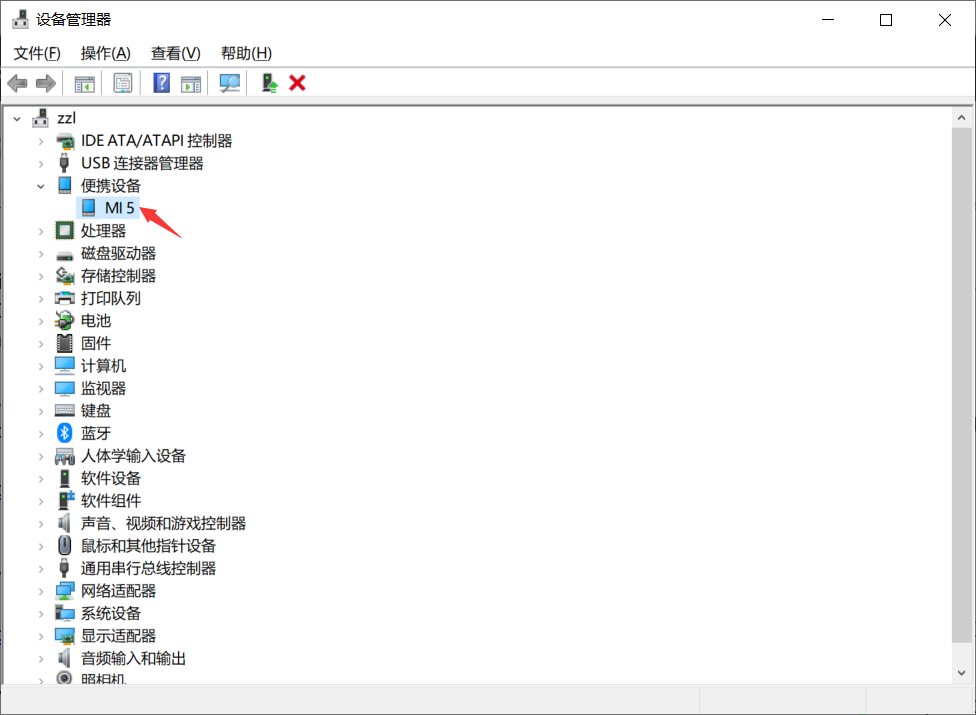 设备管理器
文件(F) 操作(A) 查看(V) 帮助(H)
zzl
IDE ATA/ATAPI 控制器
USB 连接器管理器
便携设备
MI 5
处理器
磁盘驱动器
存储控制器
打印队列
电池
固件
计算机
监视器
键盘
蓝牙
人体学输入设备
软件设备
软件组件
声音、视频和游戏控制器
鼠标和其他指针设备
通用串行总线控制器
网络适配器
系统设备
显示适配器
音频输入和输出
照相机